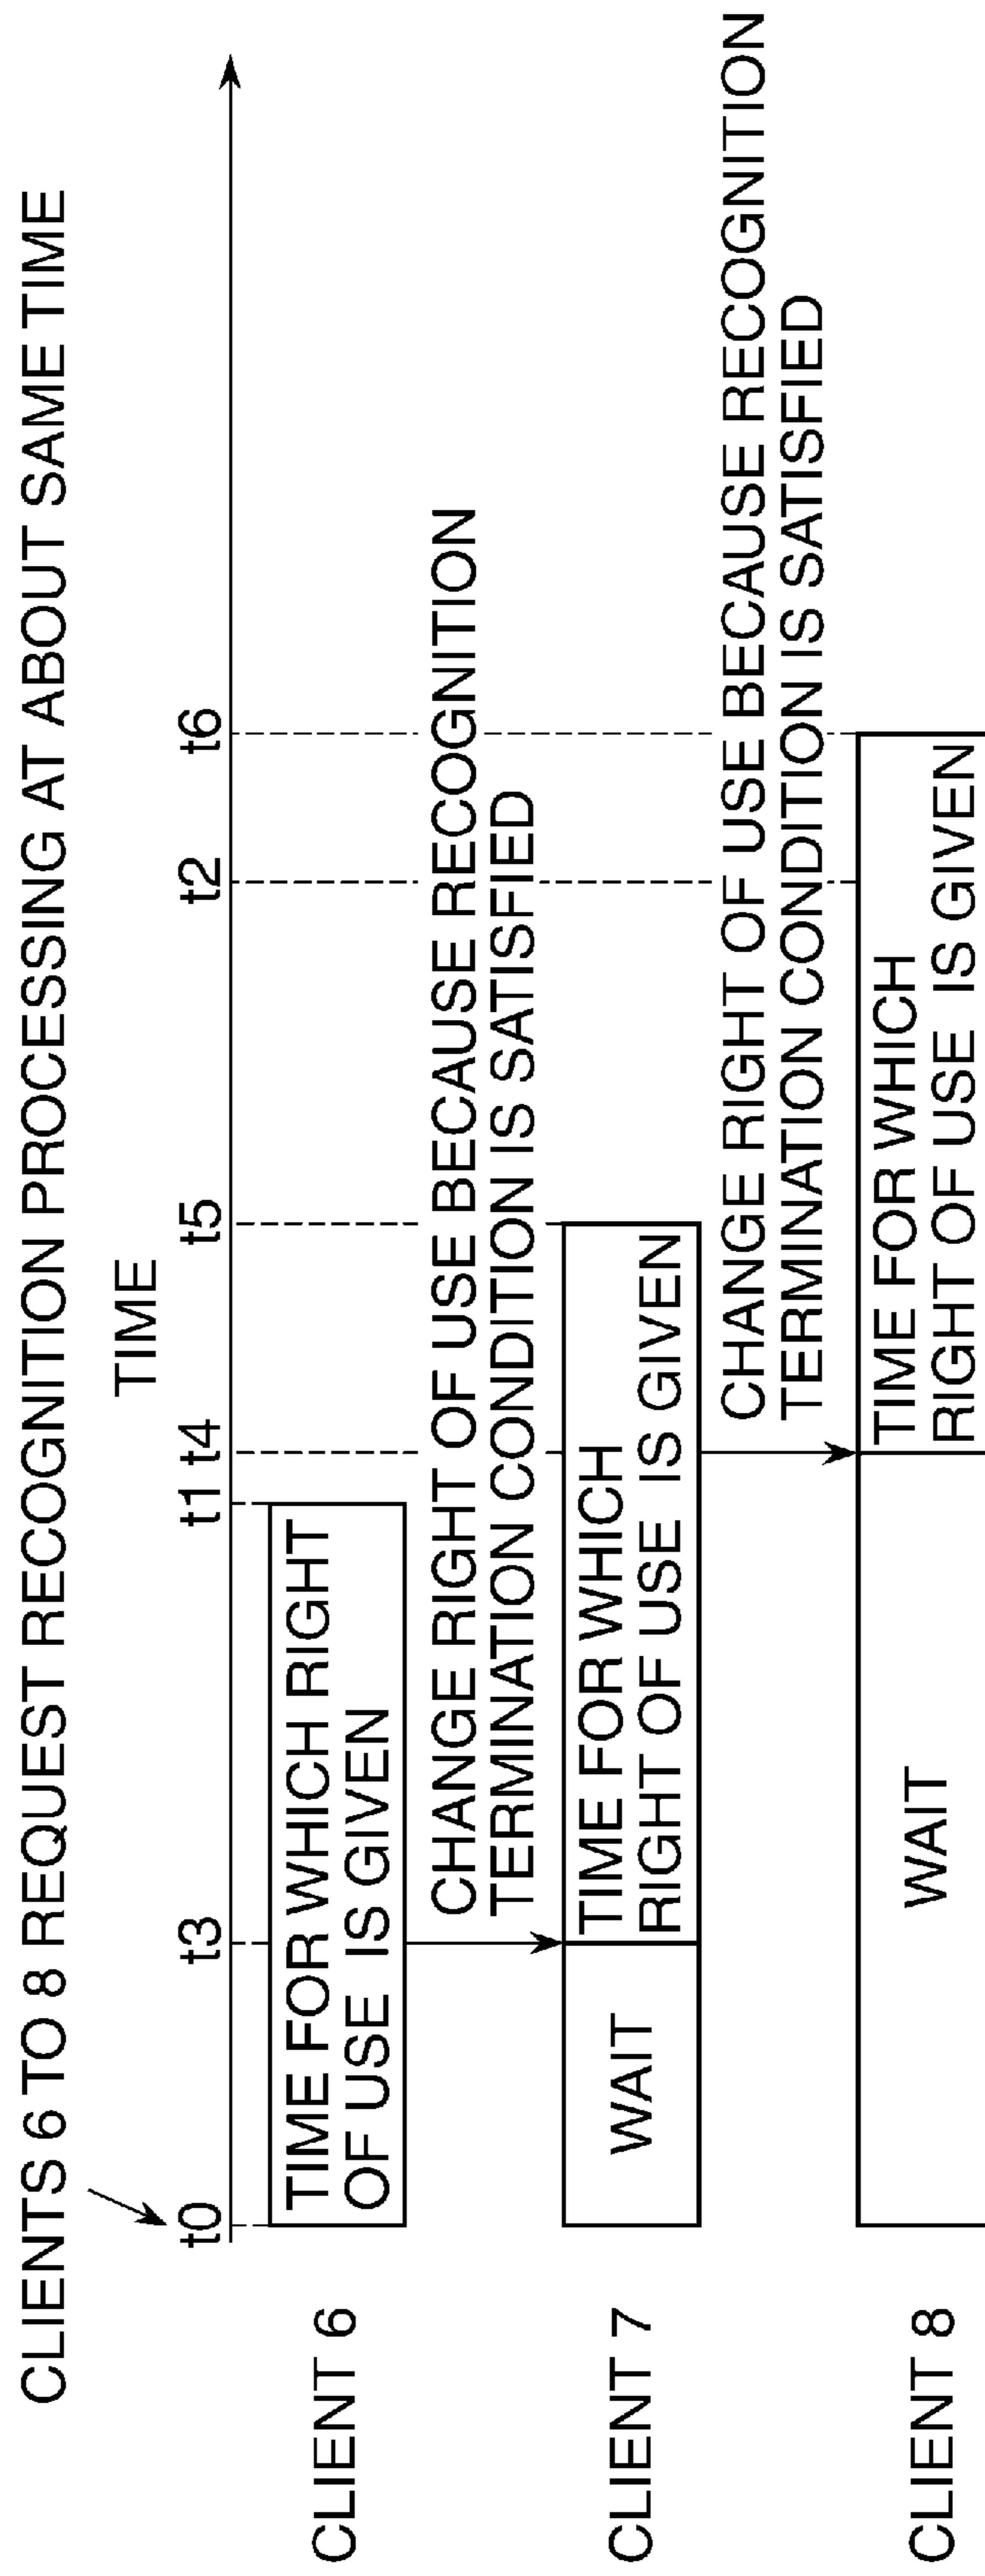 CLIENTS 6 TO 8 REQUEST RECOGNITION PROCESSING AT ABOUT SAME TIME
TIME
t0 t3 t1 t4 t5 t2 t6
CLIENT 6
TIME FOR WHICH RIGHT
OF USE IS GIVEN
CHANGE RIGHT OF USE BECAUSE RECOGNITION
TERMINATION CONDITION IS SATISFIED
CLIENT 7
WAIT
TIME FOR WHICH
RIGHT OF USE IS GIVEN
CHANGE RIGHT OF USE BECAUSE RECOGNITION
TERMINATION CONDITION IS SATISFIED
CLIENT 8
WAIT
TIME FOR WHICH
RIGHT OF USE IS GIVEN